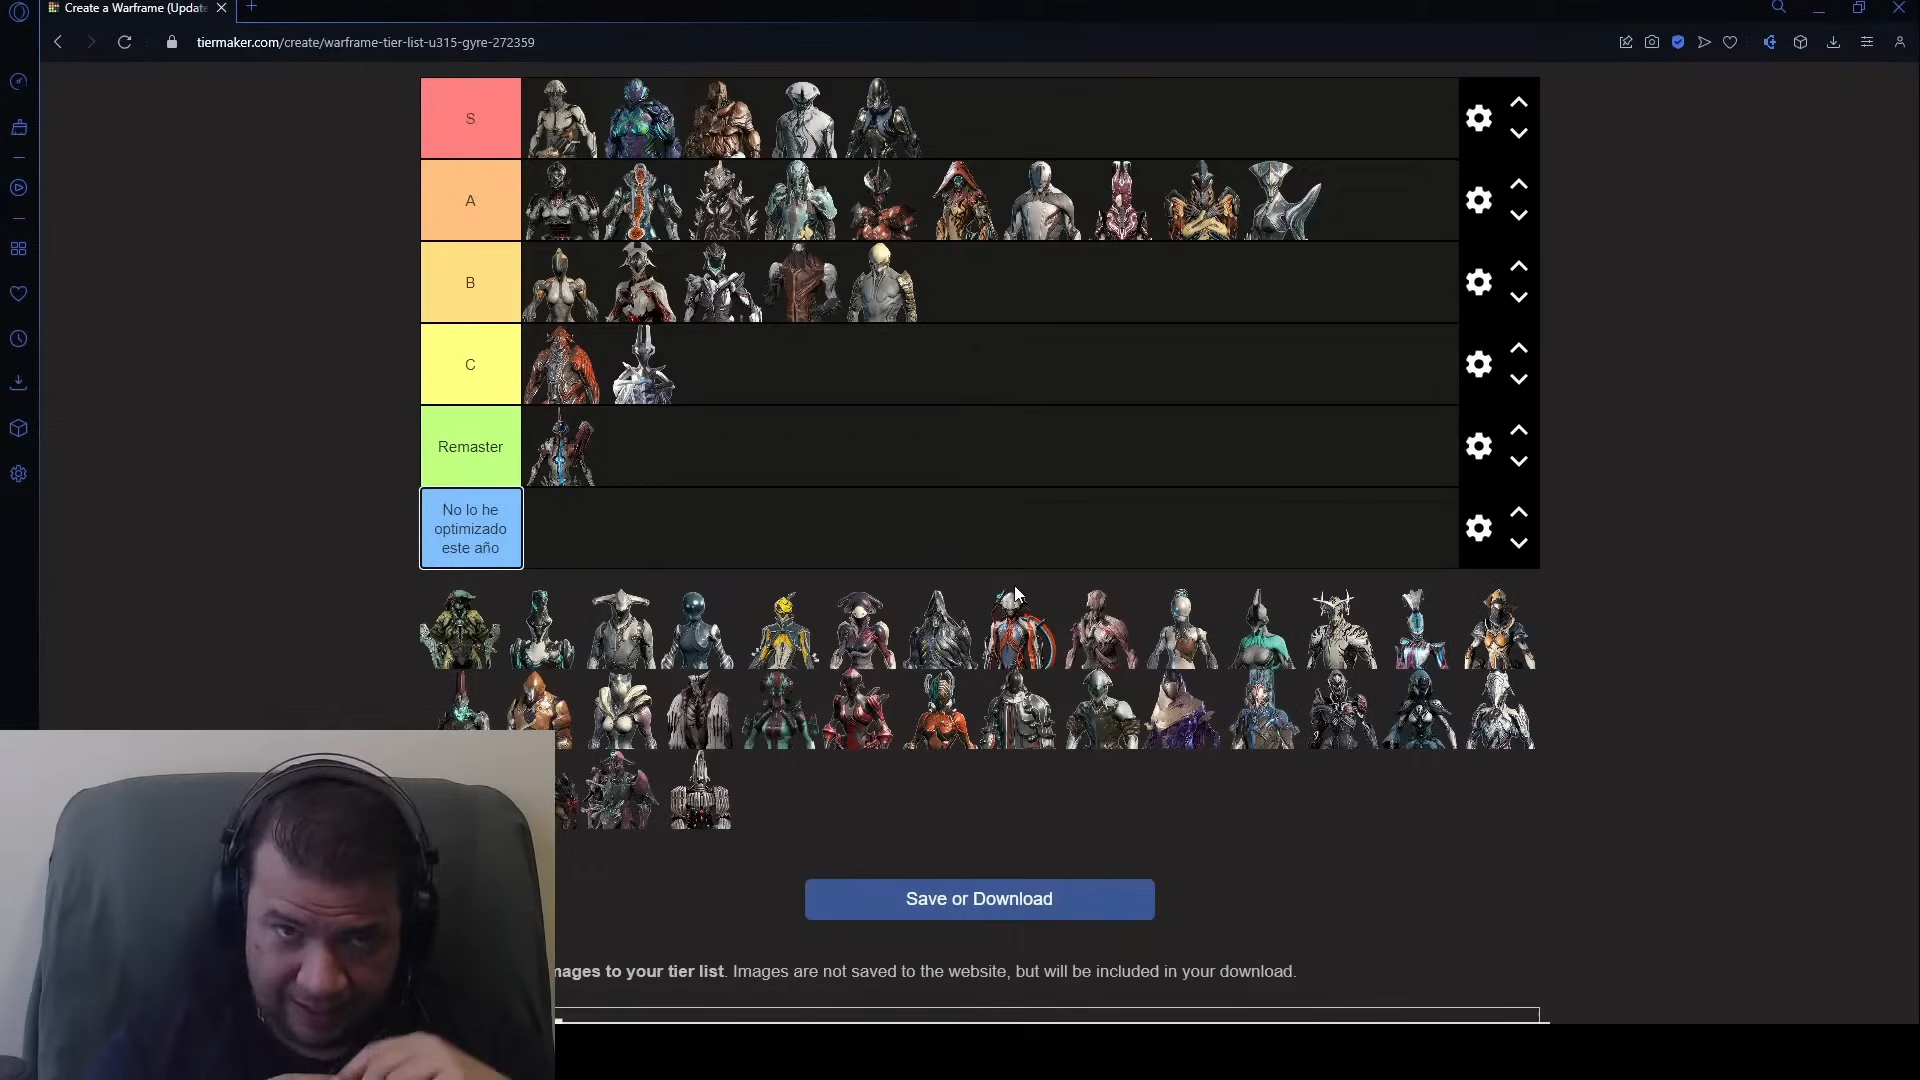 Create a Warframe (Update
tiermaker.com/create/warframe-tier-list-u315-gyre-272359
S
A
B
C
Remaster
No lo he
optimizado
este año
Save or Download
mages to your tier list. Images are not saved to the website, but will be included in your download.